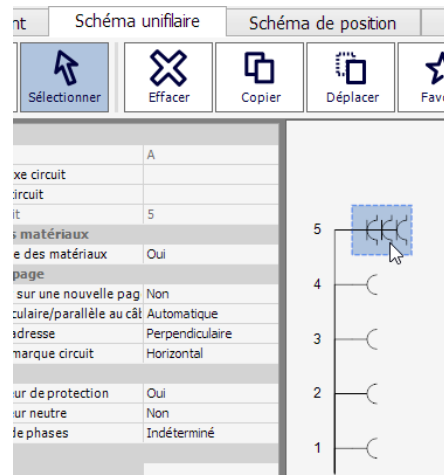 nt Schéma unifilaire Schéma de position
Sélectionner Effacer Copier Déplacer Favo
A
xe circuit
circuit
it 5
s matériaux
e des matériaux Oui
page
sur une nouvelle pag Non
culaire/parallèle au câl Automatique
adresse Perpendiculaire
marque circuit Horizontal
eur de protection Oui
eur neutre Non
de phases Indéterminé
5
4
3
2
1